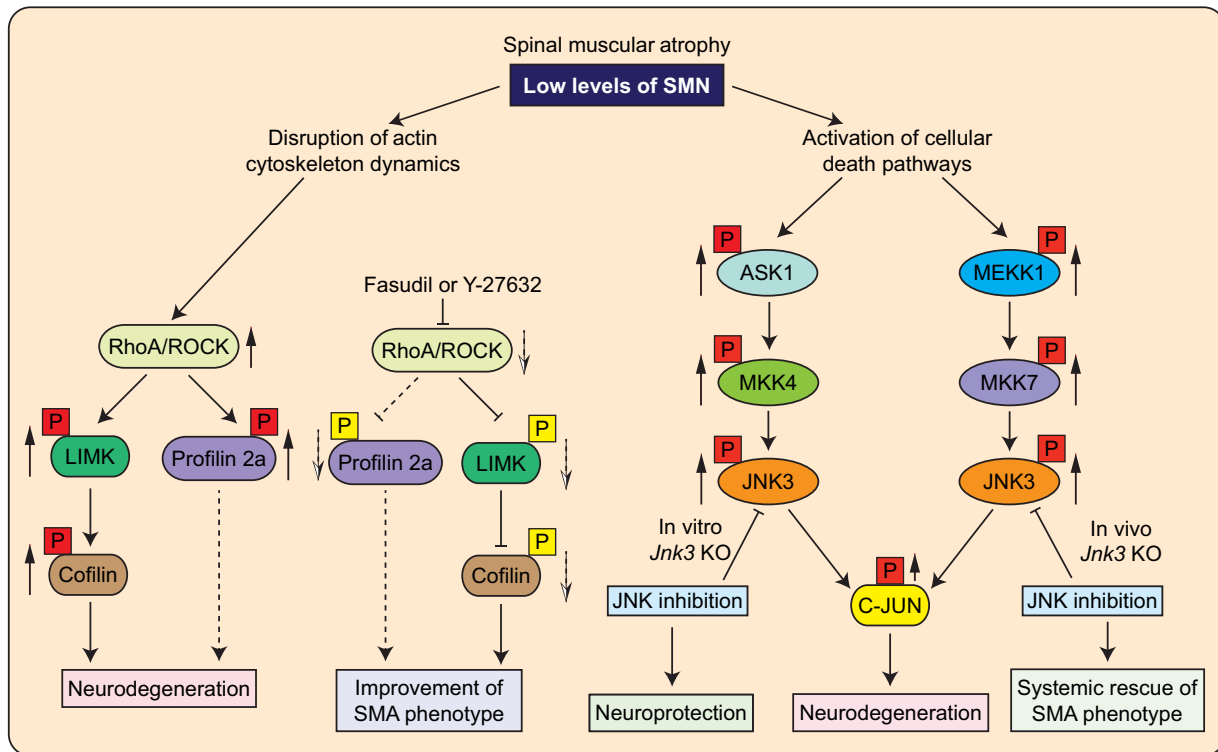 Spinal muscular atrophy
Low levels of SMN
Disruption of actin
cytoskeleton dynamics
Activation of cellular
death pathways
Fasudil or Y-27632
RhoA/ROCK
RhoA/ROCK
P
LIMK
P
Profilin 2a
P
Profilin 2a
P
LIMK
P
Cofilin
P
Cofilin
Neurodegeneration
Improvement of
SMA phenotype
P
ASK1
P
MEKK1
P
MKK4
P
MKK7
P
JNK3
P
JNK3
In vitro
Jnk3 KO
In vivo
Jnk3 KO
JNK inhibition
P
C-JUN
JNK inhibition
Neuroprotection
Neurodegeneration
Systemic rescue of
SMA phenotype